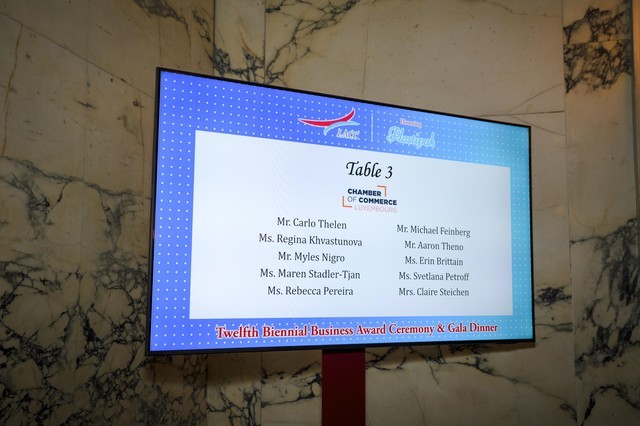 LACC
Honoring
Table 3
CHAMBER
OF COMMERCE
LUXEMBOURG
Mr. Carlo Thelen
Ms. Regina Khvastunova
Mr. Myles Nigro
Ms. Maren Stadler-Tjan
Ms. Rebecca Pereira
Mr. Michael Feinberg
Mr. Aaron Theno
Ms. Erin Brittain
Ms. Svetlana Petroff
Mrs. Claire Steichen
Twelfth Biennial Business Award Ceremony & Gala Dinner